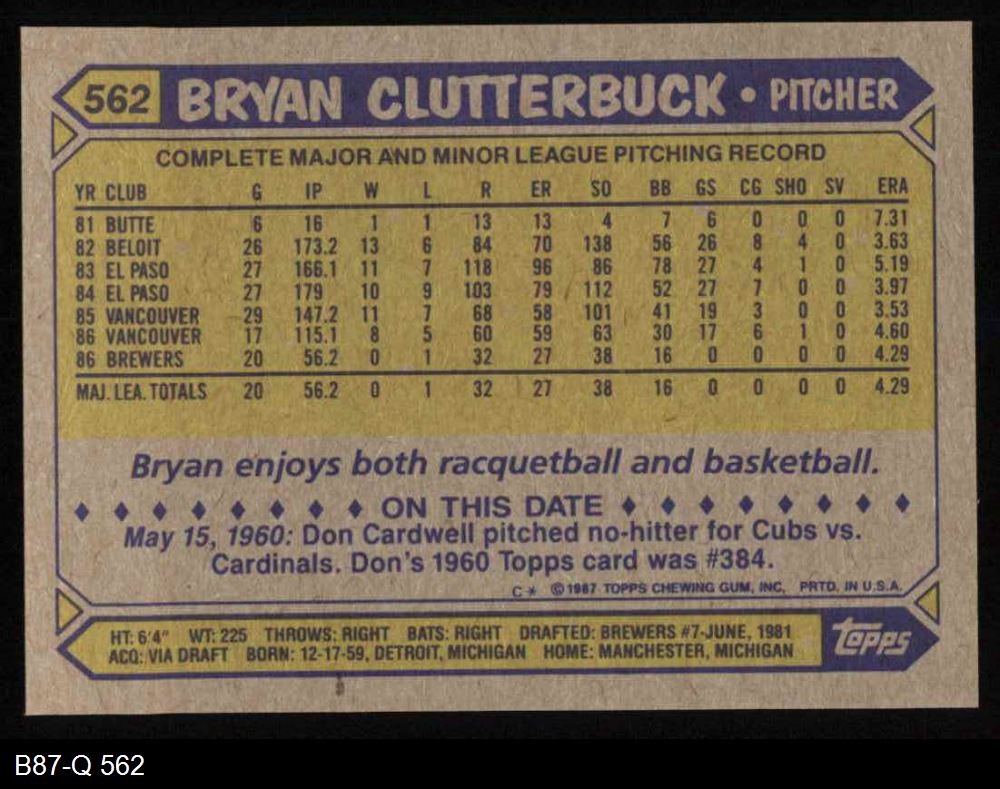 562 BRYAN CLUTTERBUCK • PITCHER
COMPLETE MAJOR AND MINOR LEAGUE PITCHING RECORD
YR CLUB G IP W L R ER SO BB GS CG SHO SV ERA
81 BUTTE 6 16 1 1 13 13 4 7 6 0 0 0 7.31
82 BELOIT 26 173.2 13 6 84 70 138 56 26 8 4 0 3.63
83 EL PASO 27 166.1 11 7 118 96 86 78 27 4 1 0 5.19
84 EL PASO 27 179 10 9 103 79 112 52 27 7 0 0 3.97
85 VANCOUVER 29 147.2 11 7 68 58 101 41 19 3 0 0 3.53
86 VANCOUVER 17 115.1 8 5 60 59 63 30 17 6 1 0 4.60
86 BREWERS 20 56.2 0 1 32 27 38 16 0 0 0 0 4.29
MAJ. LEA. TOTALS 20 56.2 0 1 32 27 38 16 0 0 0 0 4.29
Bryan enjoys both racquetball and basketball.
♦ ♦ ♦ ♦ ♦ ♦ ♦ ♦ ON THIS DATE ♦ ♦ ♦ ♦ ♦ ♦ ♦ ♦
May 15, 1960: Don Cardwell pitched no-hitter for Cubs vs.
Cardinals. Don's 1960 Topps card was #384.
C* ©1987 TOPPS CHEWING GUM, INC. PRTD. IN U.S.A.
HT: 6'4" WT: 225 THROWS: RIGHT BATS: RIGHT DRAFTED: BREWERS #7-JUNE, 1981
ACQ: VIA DRAFT BORN: 12-17-59, DETROIT, MICHIGAN HOME: MANCHESTER, MICHIGAN
topps
B87-Q 562